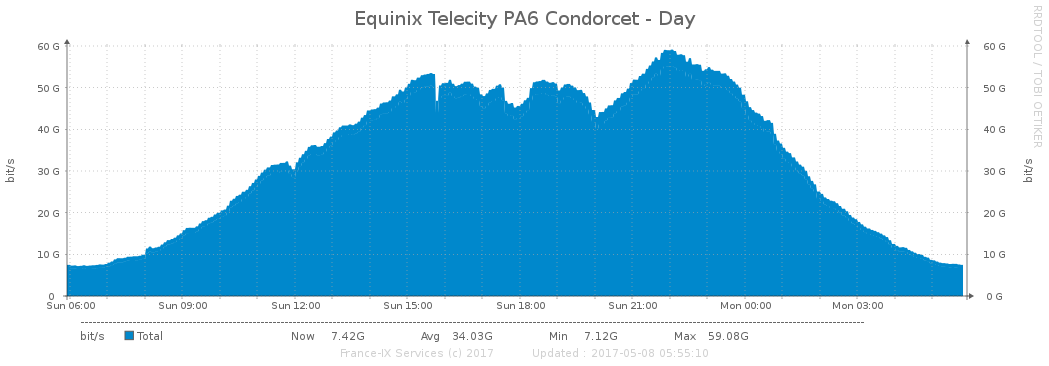 Equinix Telecity PA6 Condorcet - Day
RRDTOOL / TOBI OETIKER
60 G 60 G
50 G 50 G
40 G 40 G
30 G 30 G
20 G 20 G
10 G 10 G
0 0 G
bit/s bit/s
Sun 06:00 Sun 09:00 Sun 12:00 Sun 15:00 Sun 18:00 Sun 21:00 Mon 00:00 Mon 03:00
bit/s Total Now 7.42G Avg 34.03G Min 7.12G Max 59.08G
France-IX Services (c) 2017 Updated : 2017-05-08 05:55:10